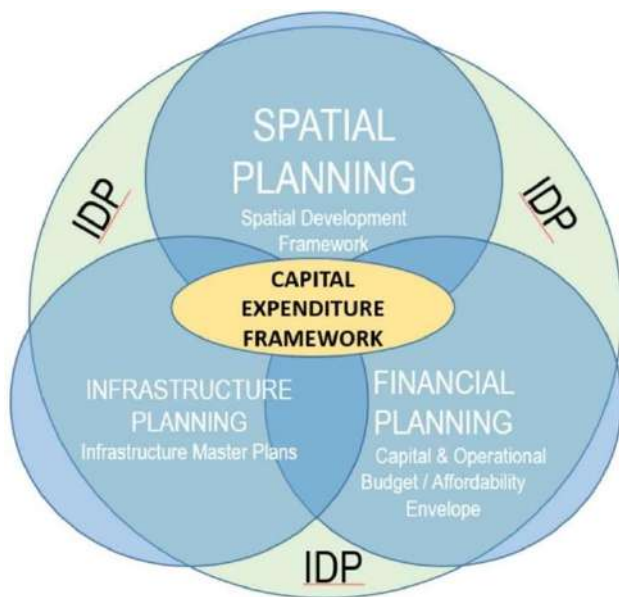 SPATIAL
PLANNING
Spatial Development
Framework
IDP
IDP
CAPITAL
EXPENDITURE
FRAMEWORK
INFRASTRUCTURE
PLANNING
Infrastructure Master Plans
FINANCIAL
PLANNING
Capital & Operational
Budget / Affordability
Envelope
IDP